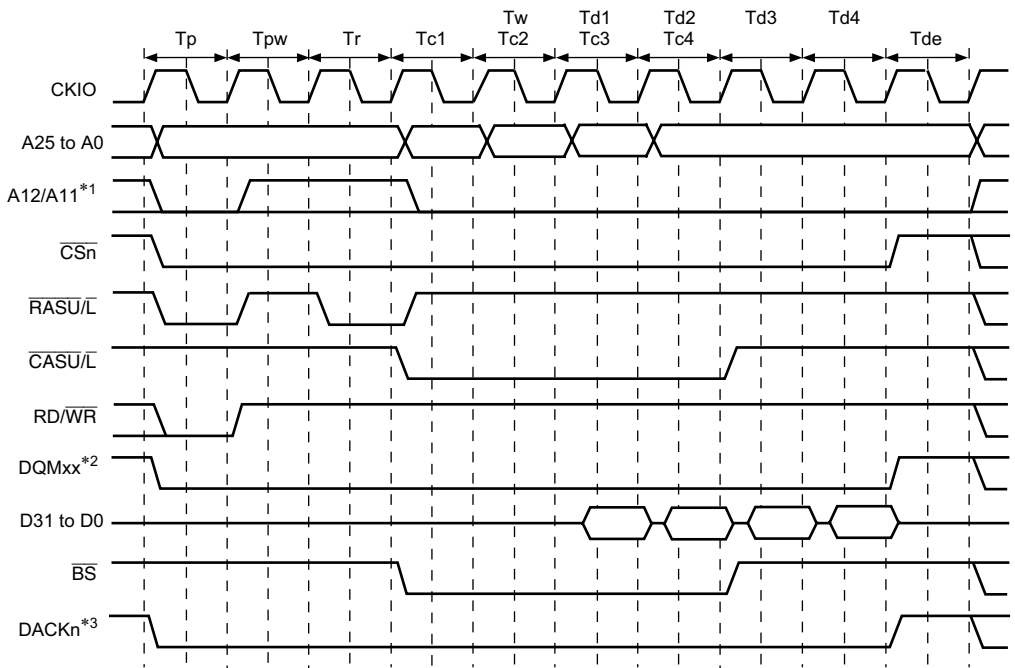 Tw Td1 Td2 Td3 Td4
Tp Tpw Tr Tc1 Tc2 Tc3 Tc4 Tde
CKIO
A25 to A0
A12/A11*1
CSn
RASU/L
CASU/L
RD/WR
DQMxx*2
D31 to D0
BS
DACKn*3